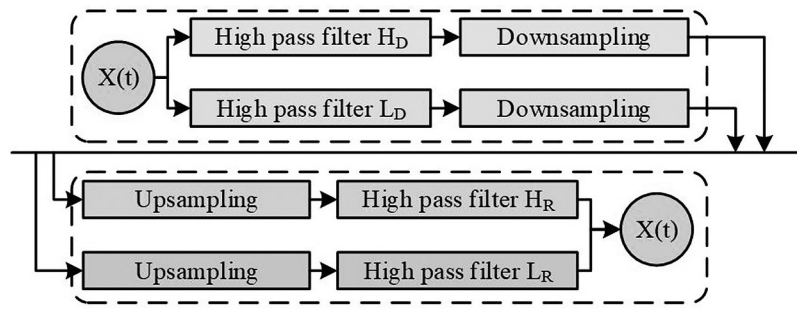 X(t)
High pass filter H_D
Downsampling
High pass filter L_D
Downsampling
Upsampling
High pass filter H_R
X(t)
Upsampling
High pass filter L_R